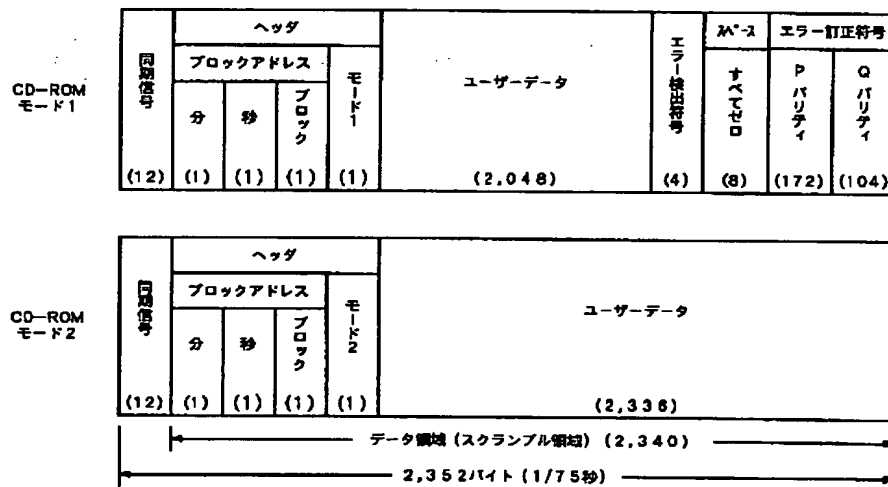 CD-ROM
モード1
同期信号
(12)
ヘッダ
ブロックアドレス
分
(1)
秒
(1)
ブロック
(1)
モード1
(1)
ユーザーデータ
(2,048)
エラー検出符号
(4)
スペース
すべてゼロ
(8)
エラー訂正符号
Pパリティ
(172)
Qパリティ
(104)
CD-ROM
モード2
同期信号
(12)
ヘッダ
ブロックアドレス
分
(1)
秒
(1)
ブロック
(1)
モード2
(1)
ユーザーデータ
(2,336)
データ領域(スクランブル領域)(2,340)
2,352バイト(1/75秒)